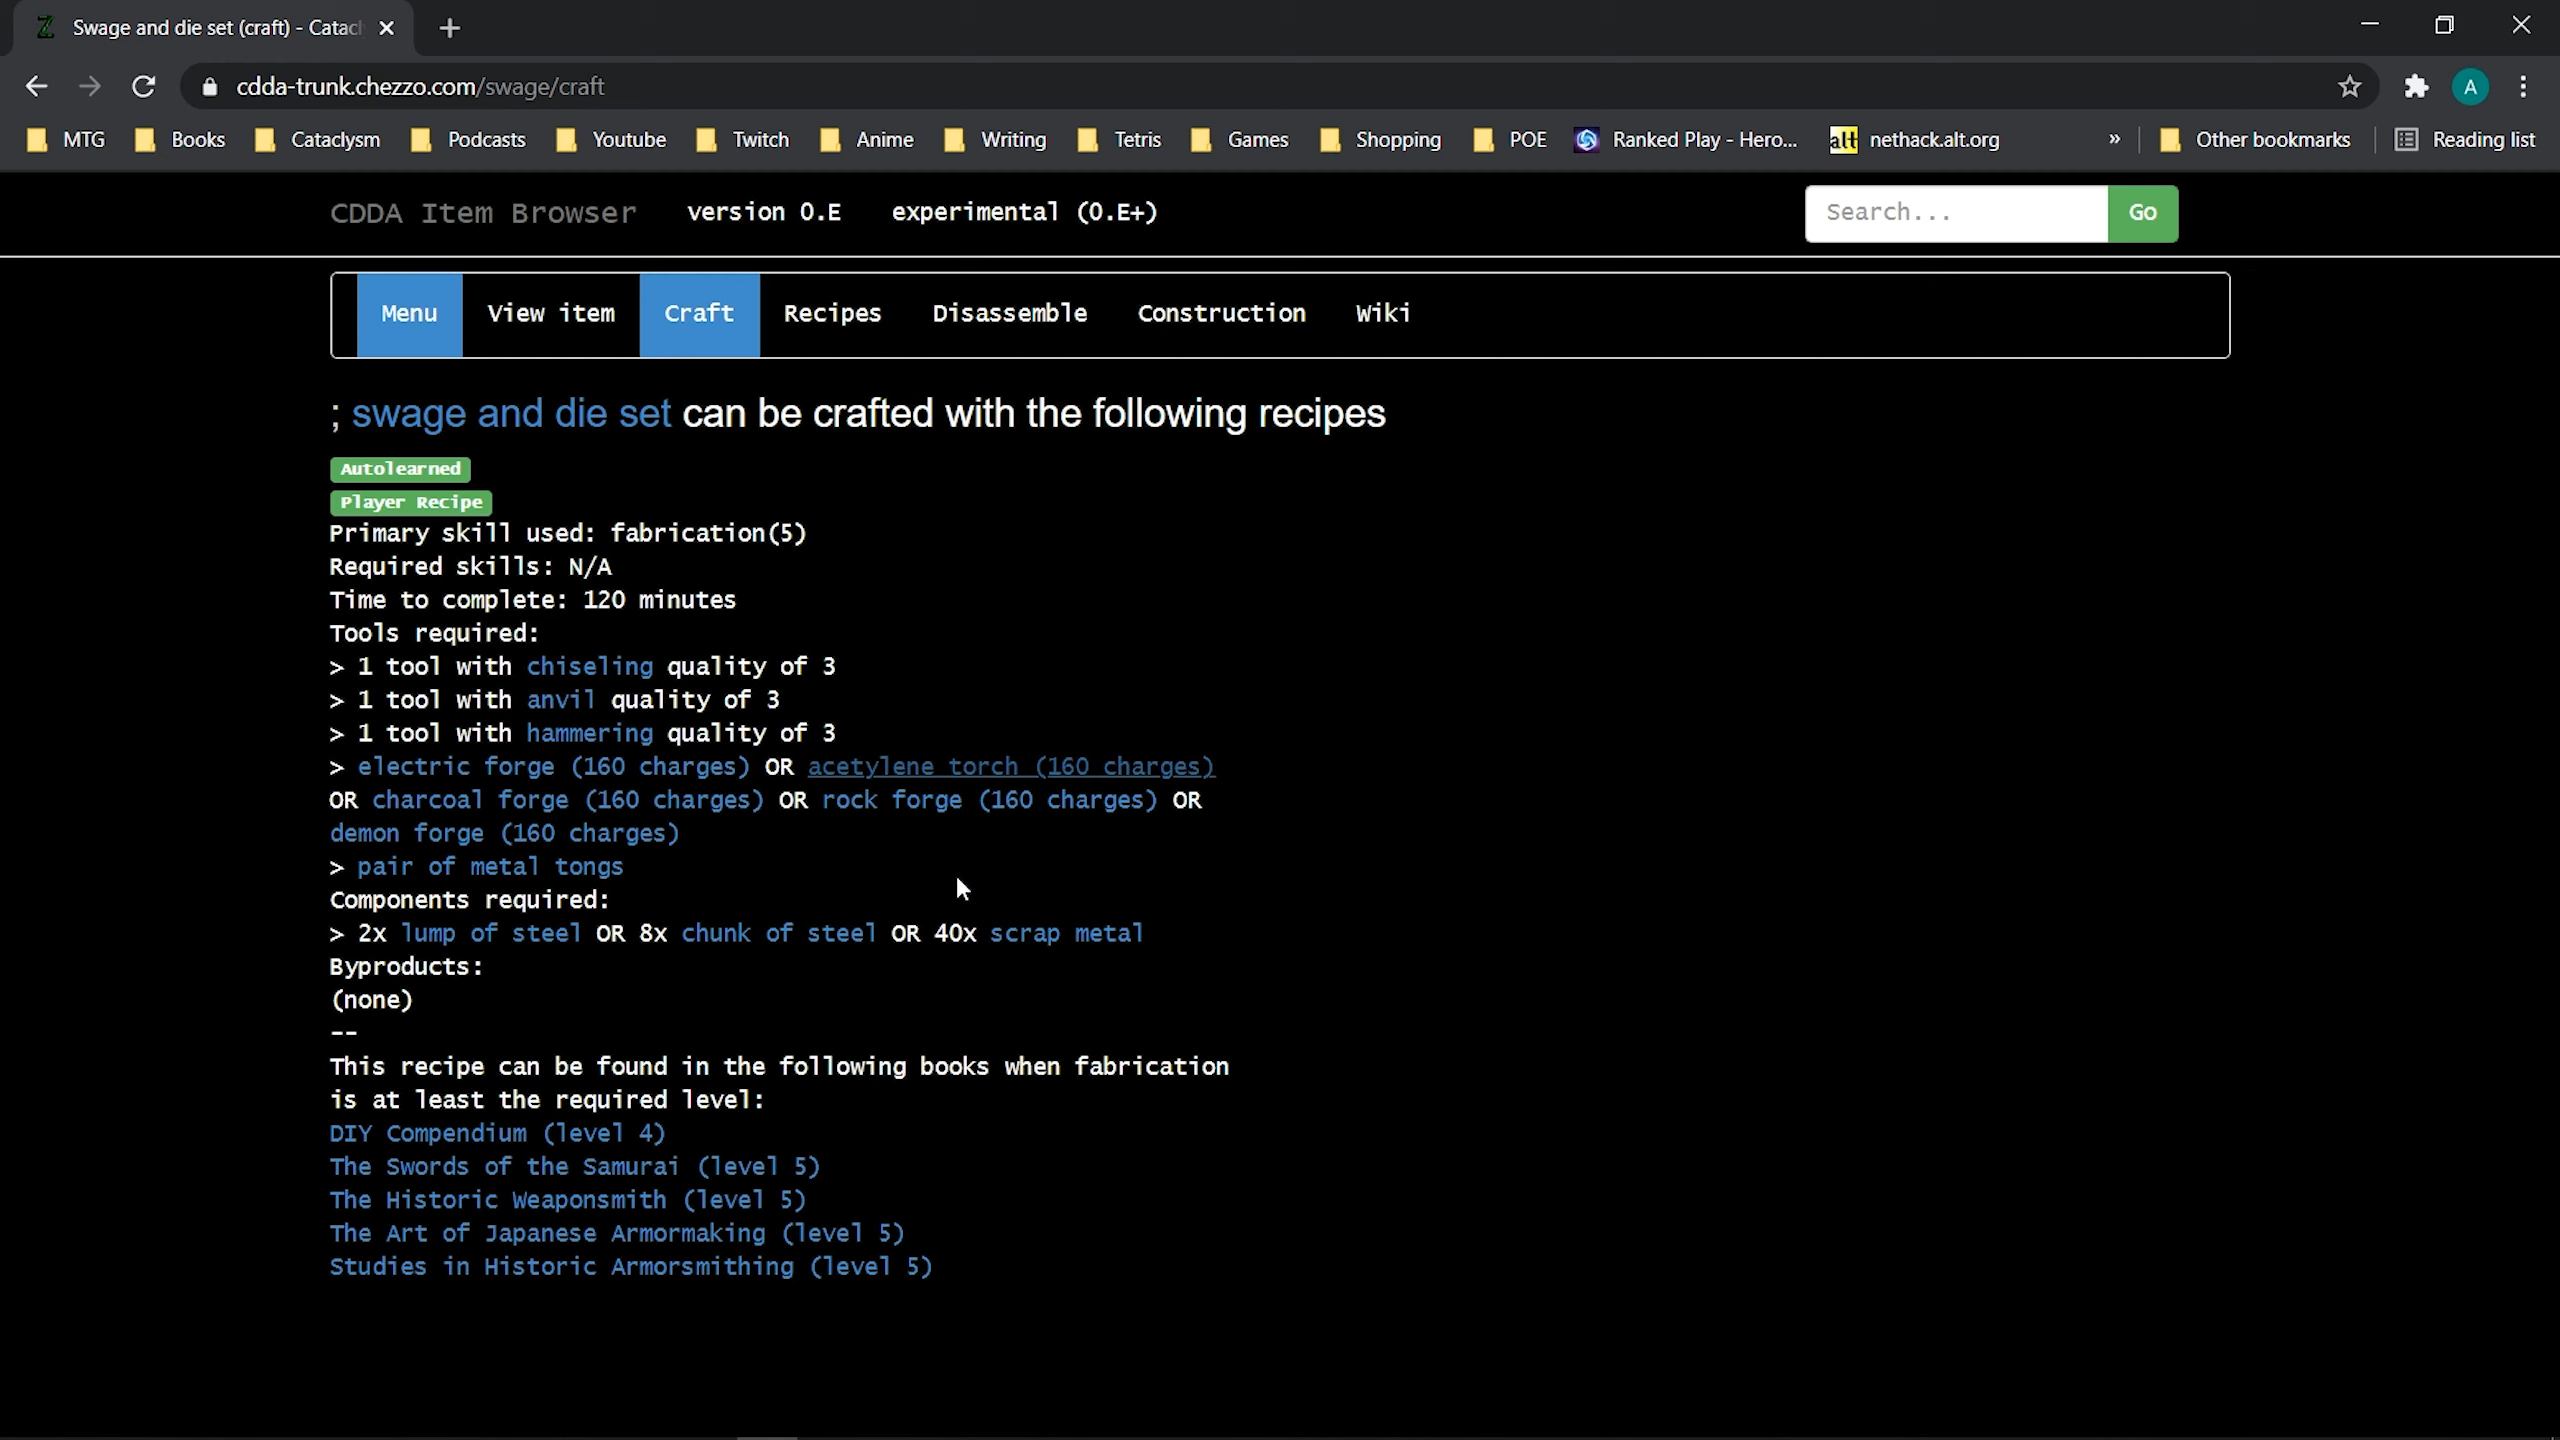 Swage and die set (craft) - Catac
cdda-trunk.chezzo.com/swage/craft
A
MTG Books Cataclysm Podcasts Youtube Twitch Anime Writing Tetris Games Shopping POE Ranked Play - Hero... alt nethack.alt.org » Other bookmarks Reading list
CDDA Item Browser version 0.E experimental (0.E+) Search... Go
Menu View item Craft Recipes Disassemble Construction Wiki
; swage and die set can be crafted with the following recipes
Autolearned
Player Recipe
Primary skill used: fabrication(5)
Required skills: N/A
Time to complete: 120 minutes
Tools required:
> 1 tool with chiseling quality of 3
> 1 tool with anvil quality of 3
> 1 tool with hammering quality of 3
> electric forge (160 charges) OR acetylene torch (160 charges)
OR charcoal forge (160 charges) OR rock forge (160 charges) OR
demon forge (160 charges)
> pair of metal tongs
Components required:
> 2x lump of steel OR 8x chunk of steel OR 40x scrap metal
Byproducts:
(none)
--
This recipe can be found in the following books when fabrication
is at least the required level:
DIY Compendium (level 4)
The Swords of the Samurai (level 5)
The Historic Weaponsmith (level 5)
The Art of Japanese Armormaking (level 5)
Studies in Historic Armorsmithing (level 5)